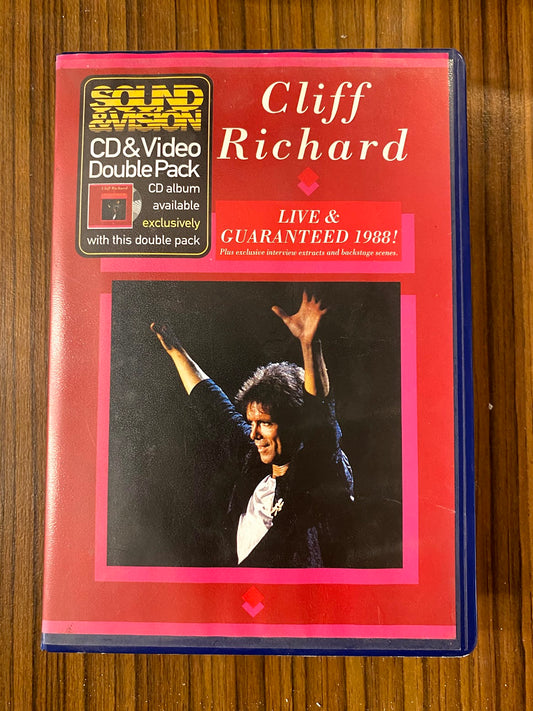 SOUND
&VISION
CD&Video
Double Pack
CD album
available
exclusively
with this double pack
Cliff
Richard
LIVE &
GUARANTEED 1988!
Plus exclusive interview extracts and backstage scenes.
Cliff Richard